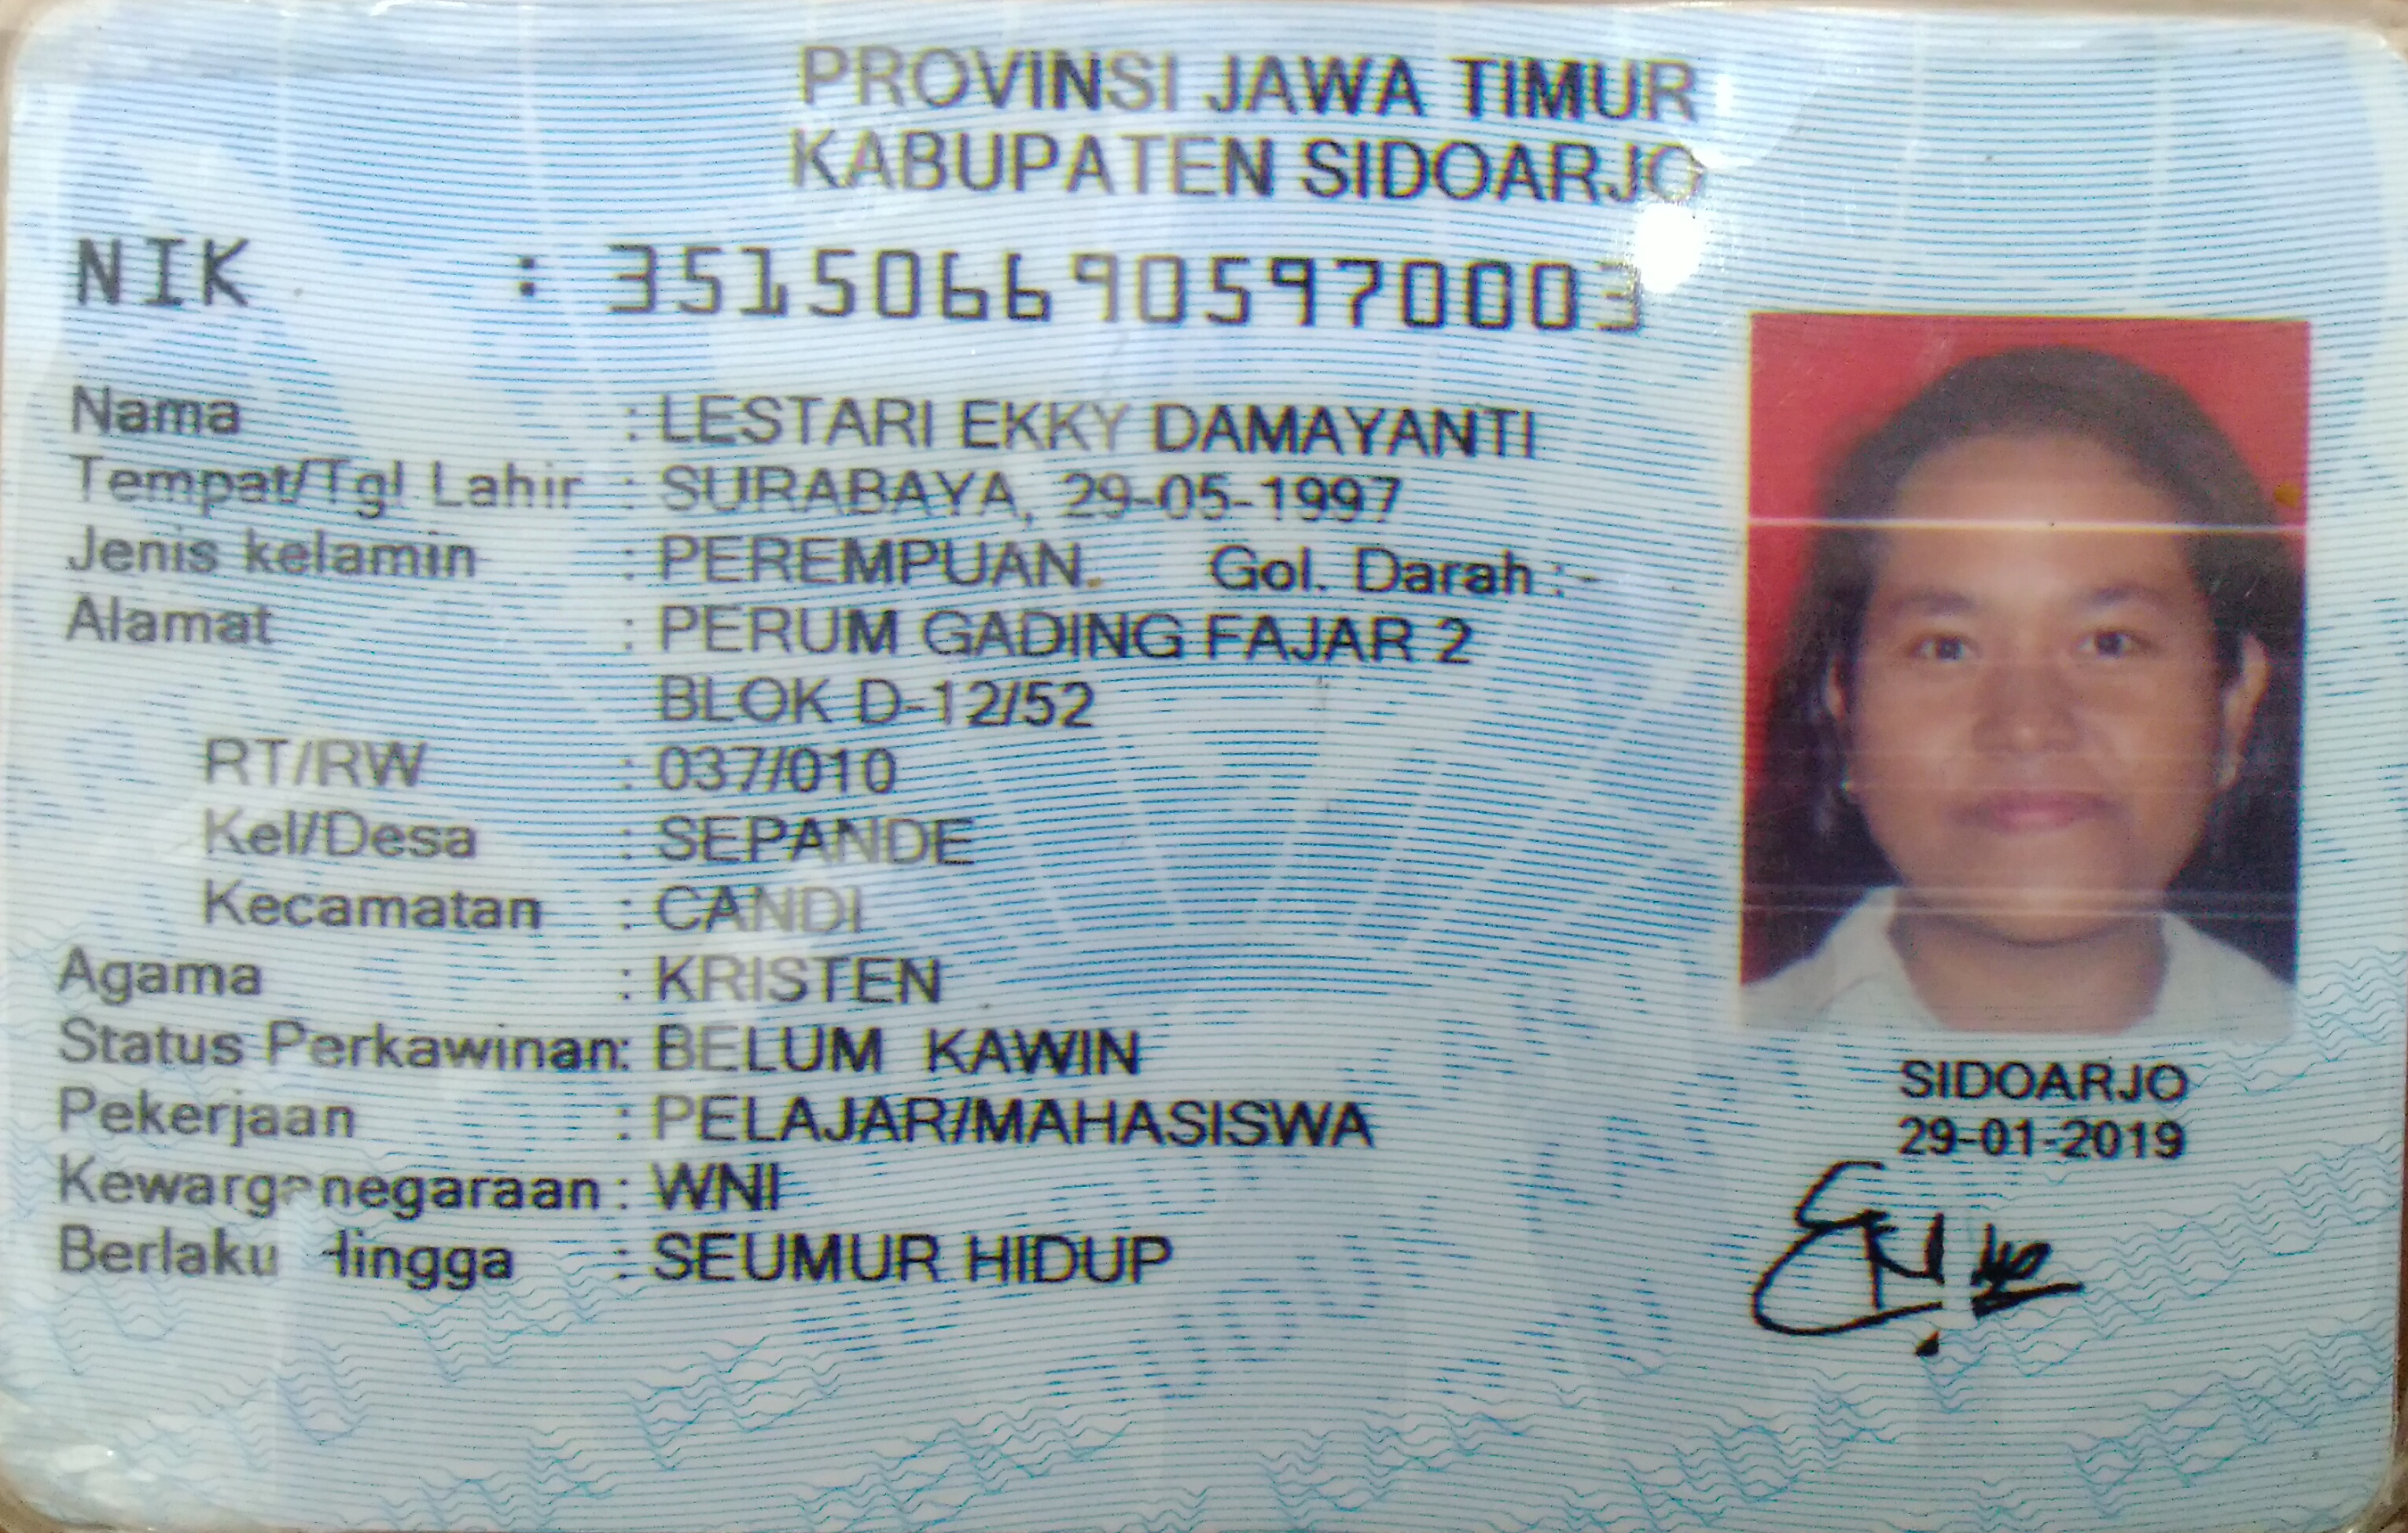 PROVINSI JAWA TIMUR
KABUPATEN SIDOARJO
NIK : 3515066905970003
Nama : LESTARI EKKY DAMAYANTI
Tempat/Tgl Lahir : SURABAYA, 29-05-1997
Jenis kelamin : PEREMPUAN. Gol. Darah : -
Alamat : PERUM GADING FAJAR 2
BLOK D-12/52
RT/RW : 037/010
Kel/Desa : SEPANDE
Kecamatan : CANDI
Agama : KRISTEN
Status Perkawinan: BELUM KAWIN
Pekerjaan : PELAJAR/MAHASISWA
Kewarganegaraan : WNI
Berlaku Hingga : SEUMUR HIDUP
SIDOARJO
29-01-2019